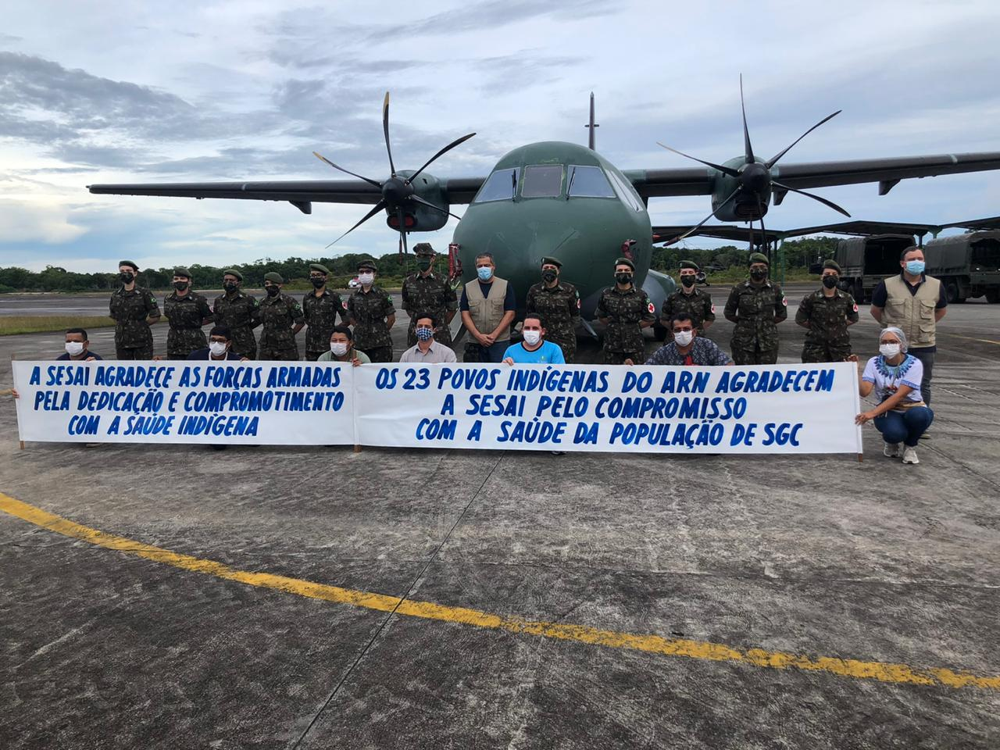 A SESAI AGRADECE AS FORÇAS ARMADAS
PELA DEDICAÇÃO E COMPROMOTIMENTO
COM A SAÚDE INDÍGENA
OS 23 POVOS INDÍGENAS DO ARN AGRADECEM
A SESAI PELO COMPROMISSO
COM A SAÚDE DA POPULAÇÃO DE SGC